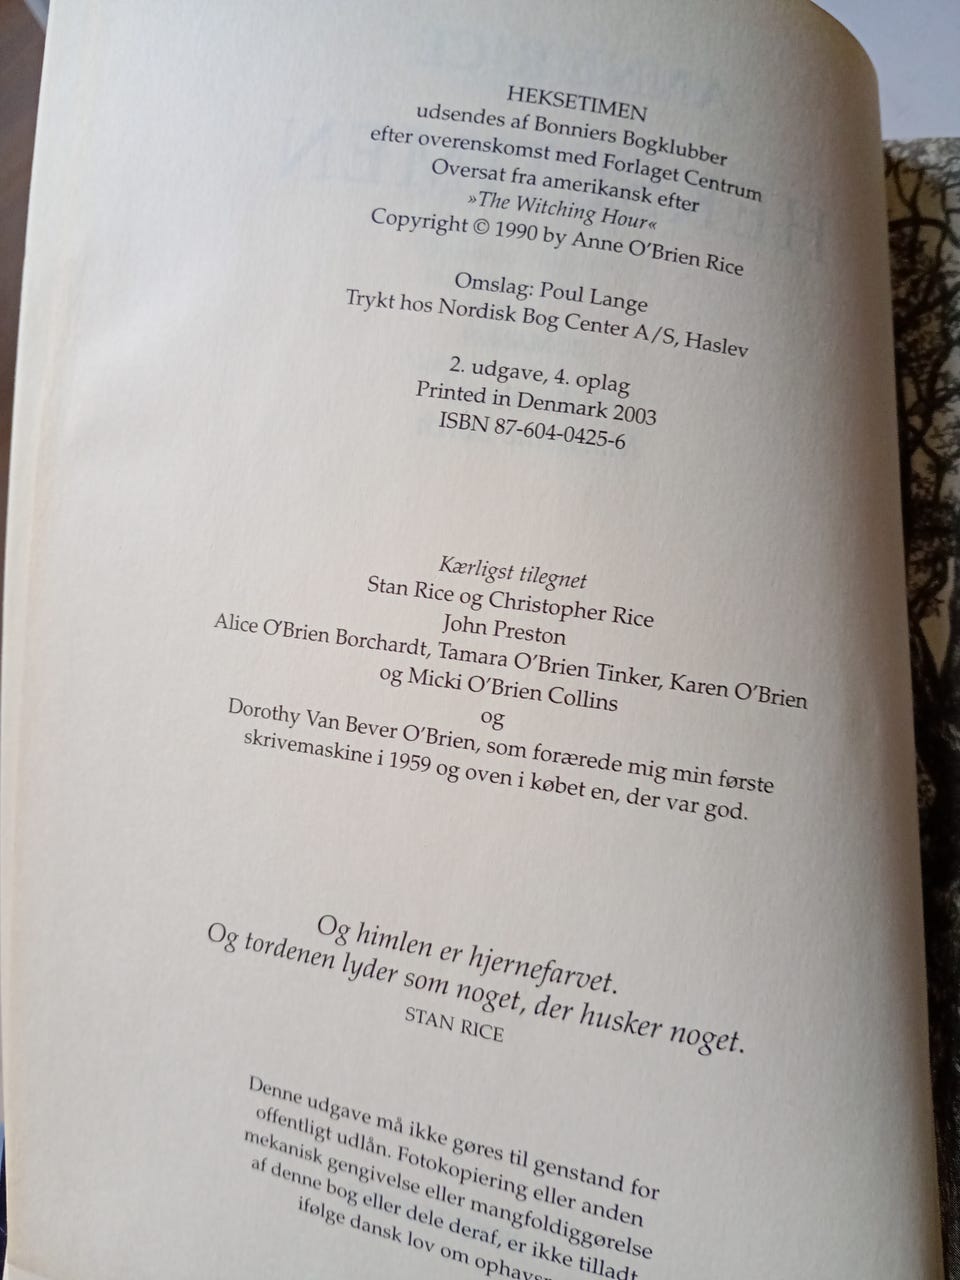 HEKSETIMEN
udsendes af Bonniers Bogklubber
efter overenskomst med Forlaget Centrum
Oversat fra amerikansk efter
»The Witching Hour«
Copyright © 1990 by Anne O'Brien Rice
Omslag: Poul Lange
Trykt hos Nordisk Bog Center A/S, Haslev
2. udgave, 4. oplag
Printed in Denmark 2003
ISBN 87-604-0425-6
Kærligst tilegnet
Stan Rice og Christopher Rice
John Preston
Alice O'Brien Borchardt, Tamara O'Brien Tinker, Karen O'Brien
og Micki O'Brien Collins
og
Dorothy Van Bever O'Brien, som forærede mig min første
skrivemaskine i 1959 og oven i købet en, der var god.
Og himlen er hjernefarvet.
Og tordenen lyder som noget, der husker noget.
STAN RICE
Denne udgave må ikke gøres til genstand for
offentligt udlån. Fotokopiering eller anden
mekanisk gengivelse eller mangfoldiggørelse
af denne bog eller dele deraf, er ikke tilladt
ifølge dansk lov om